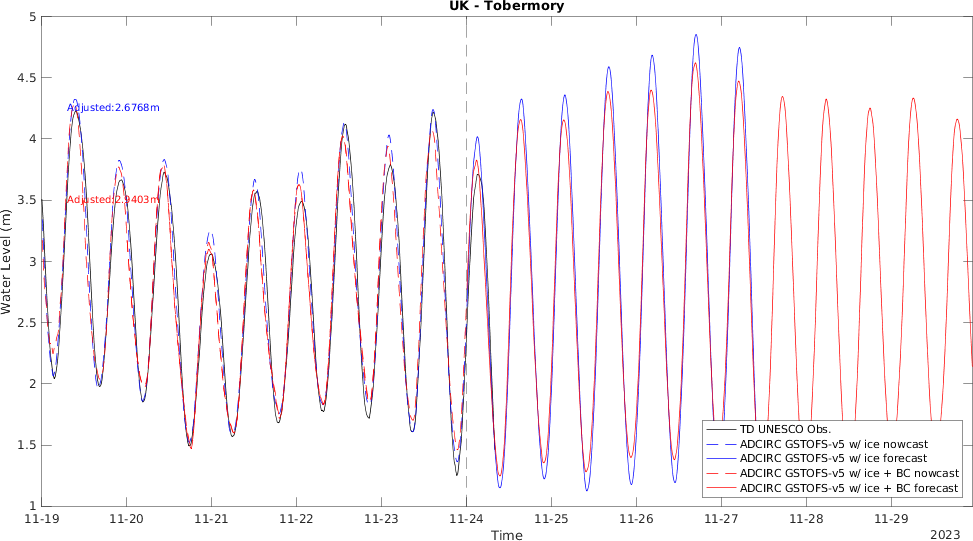 UK - Tobermory
5
4.5
4
3.5
3
2.5
2
1.5
1
Water Level (m)
Adjusted:2.6768m
Adjusted:2.9403m
TD UNESCO Obs.
ADCIRC GSTOFS-v5 w/ ice nowcast
ADCIRC GSTOFS-v5 w/ ice forecast
ADCIRC GSTOFS-v5 w/ ice + BC nowcast
ADCIRC GSTOFS-v5 w/ ice + BC forecast
11-19 11-20 11-21 11-22 11-23 11-24 11-25 11-26 11-27 11-28 11-29
Time
2023